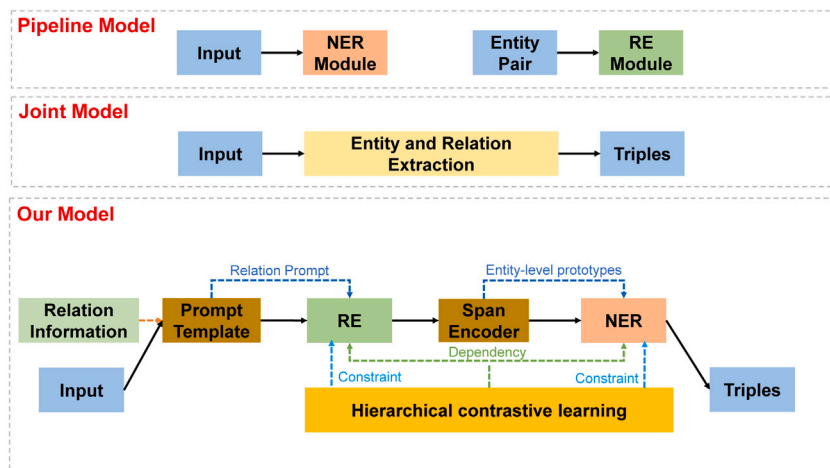 Pipeline Model
Input
NER
Module
Entity
Pair
RE
Module
Joint Model
Input
Entity and Relation
Extraction
Triples
Our Model
Relation Prompt
Entity-level prototypes
Relation
Information
Prompt
Template
RE
Span
Encoder
NER
Dependency
Input
Constraint
Constraint
Triples
Hierarchical contrastive learning